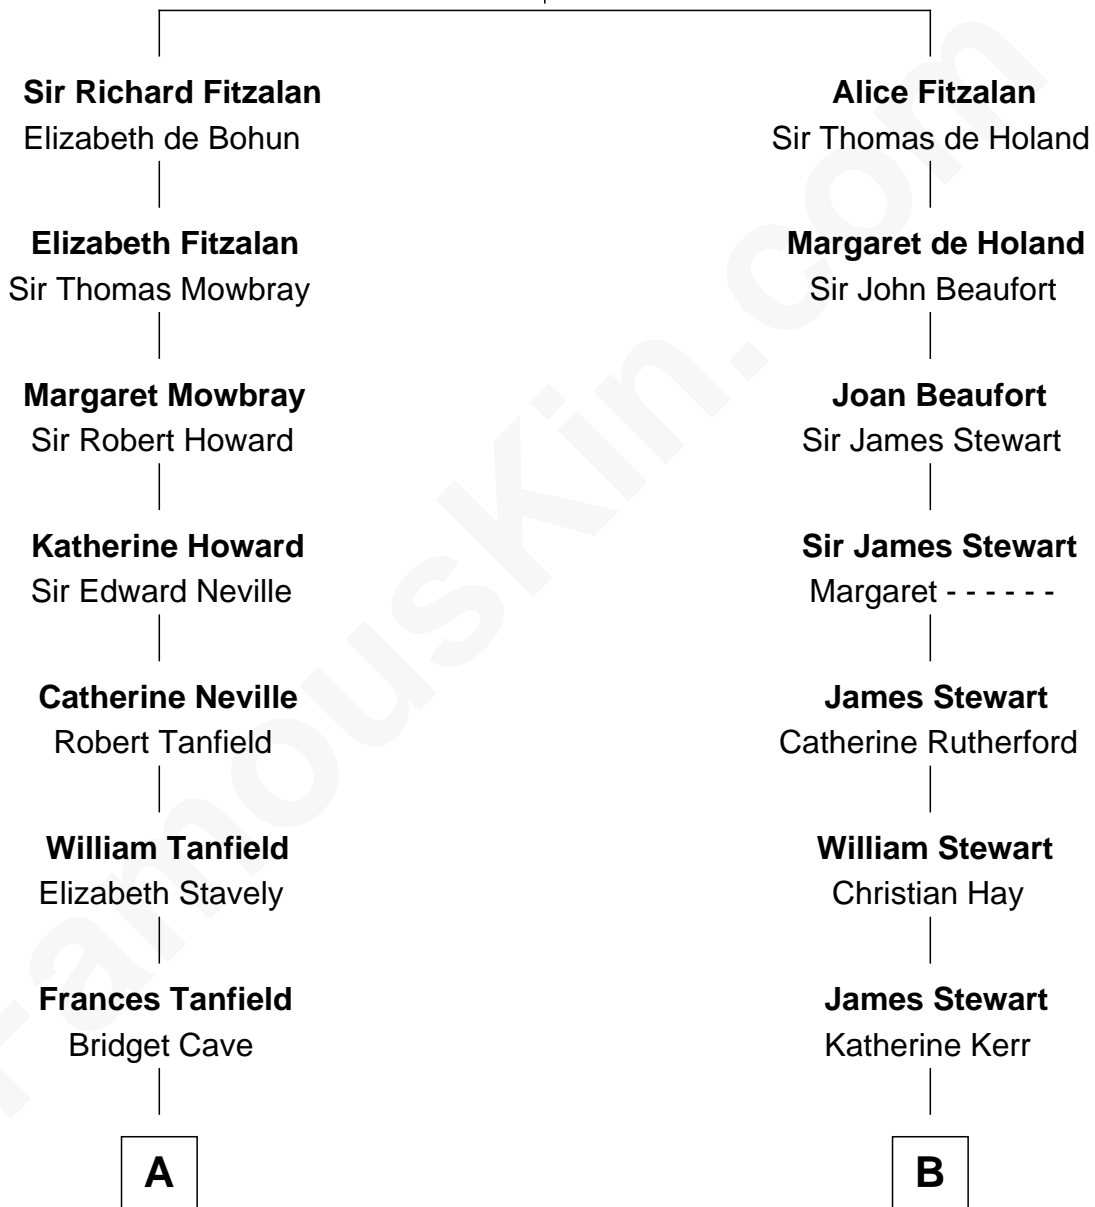 Sir Richard Fitzalan
Elizabeth de Bohun
Elizabeth Fitzalan
Sir Thomas Mowbray
Margaret Mowbray
Sir Robert Howard
Katherine Howard
Sir Edward Neville
Catherine Neville
Robert Tanfield
William Tanfield
Elizabeth Stavely
Frances Tanfield
Bridget Cave
A
Alice Fitzalan
Sir Thomas de Holand
Margaret de Holand
Sir John Beaufort
Joan Beaufort
Sir James Stewart
Sir James Stewart
Margaret - - - - - -
James Stewart
Catherine Rutherford
William Stewart
Christian Hay
James Stewart
Katherine Kerr
B
FamousKin.com